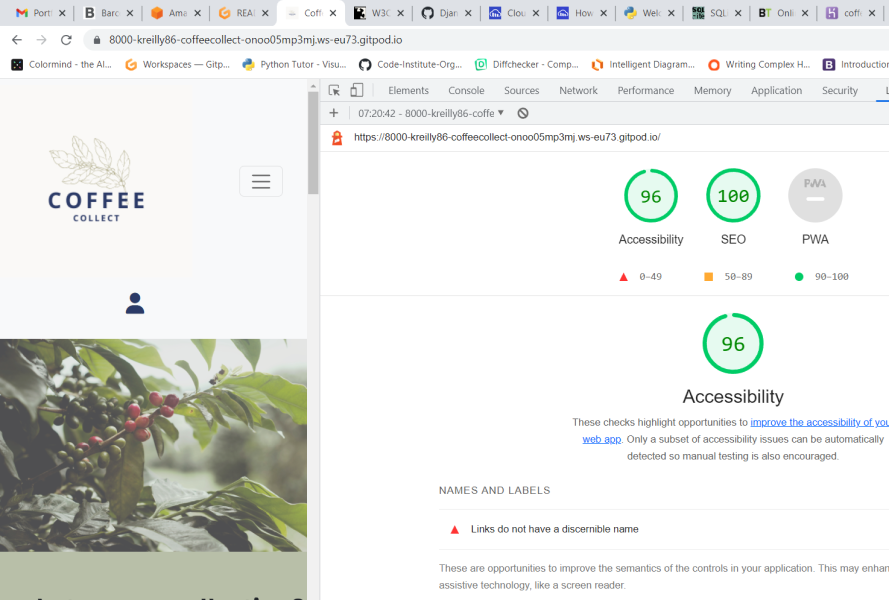 Port Barc Ama REA Coff W3C Djan Clou How Welc SQL Onli coffe
8000-kreilly86-coffeecollect-onoo05mp3mj.ws-eu73.gitpod.io
Colormind - the AI... Workspaces — Gitp... Python Tutor - Visu... Code-Institute-Org... Diffchecker - Comp... Intelligent Diagram... Writing Complex H... Introduction
Elements Console Sources Network Performance Memory Application Security L
07:20:42 - 8000-kreilly86-coffe
https://8000-kreilly86-coffeecollect-onoo05mp3mj.ws-eu73.gitpod.io/
COFFEE
COLLECT
96 100 PWA
Accessibility SEO PWA
0–49 50–89 90–100
96
Accessibility
These checks highlight opportunities to improve the accessibility of you
web app. Only a subset of accessibility issues can be automatically
detected so manual testing is also encouraged.
NAMES AND LABELS
Links do not have a discernible name
These are opportunities to improve the semantics of the controls in your application. This may enhan
assistive technology, like a screen reader.